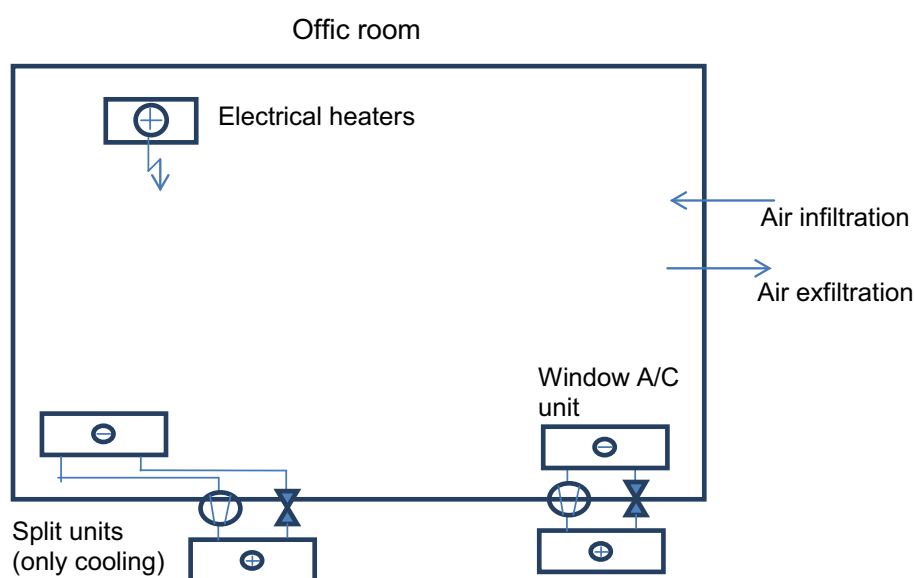 Offic room
Electrical heaters
Air infiltration
Air exfiltration
Window A/C
unit
Split units
(only cooling)